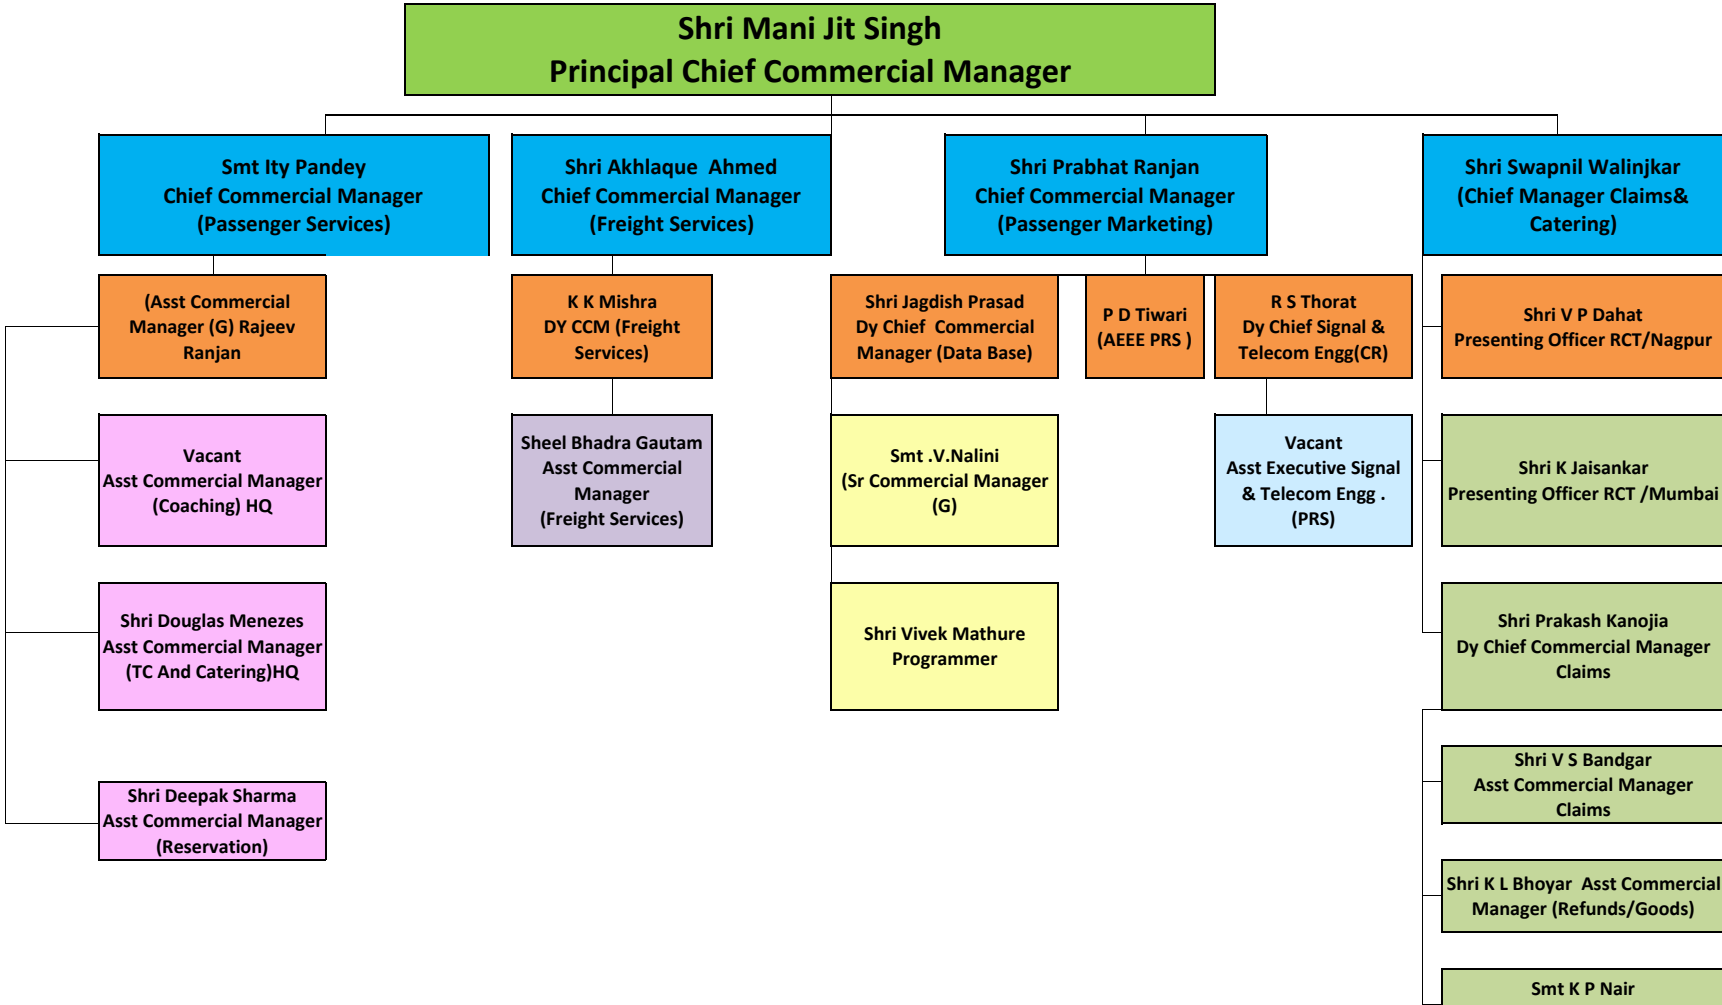 Shri Mani Jit Singh
Principal Chief Commercial Manager
Smt Ity Pandey
Chief Commercial Manager
(Passenger Services)
Shri Akhlaque  Ahmed
Chief Commercial Manager
(Freight Services)
Shri Prabhat Ranjan
Chief Commercial Manager
(Passenger Marketing)
Shri Swapnil Walinjkar
(Chief Manager Claims&
Catering)
(Asst Commercial
Manager (G) Rajeev
Ranjan
K K Mishra
DY CCM (Freight
Services)
Shri Jagdish Prasad
Dy Chief  Commercial
Manager (Data Base)
P D Tiwari
(AEEE PRS )
R S Thorat
Dy Chief Signal &
Telecom Engg(CR)
Shri V P Dahat
Presenting Officer RCT/Nagpur
Vacant
Asst Commercial Manager
(Coaching) HQ
Sheel Bhadra Gautam
Asst Commercial
Manager
(Freight Services)
Smt .V.Nalini
(Sr Commercial Manager
(G)
Vacant
Asst Executive Signal
& Telecom Engg .
(PRS)
Shri K Jaisankar
Presenting Officer RCT /Mumbai
Shri Douglas Menezes
Asst Commercial Manager
(TC And Catering)HQ
Shri Vivek Mathure
Programmer
Shri Prakash Kanojia
Dy Chief Commercial Manager
Claims
Shri Deepak Sharma
Asst Commercial Manager
(Reservation)
Shri V S Bandgar
Asst Commercial Manager
Claims
Shri K L Bhoyar  Asst Commercial
Manager (Refunds/Goods)
Smt K P Nair